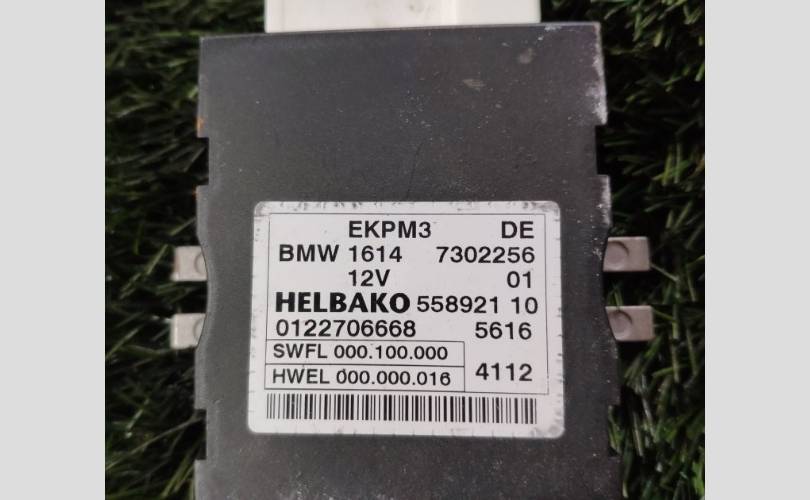 EKPM3 DE
BMW 1614 7302256
12V 01
HELBAKO 558921 10
0122706668 5616
SWFL 000.100.000
HWEL 000.000.016 4112